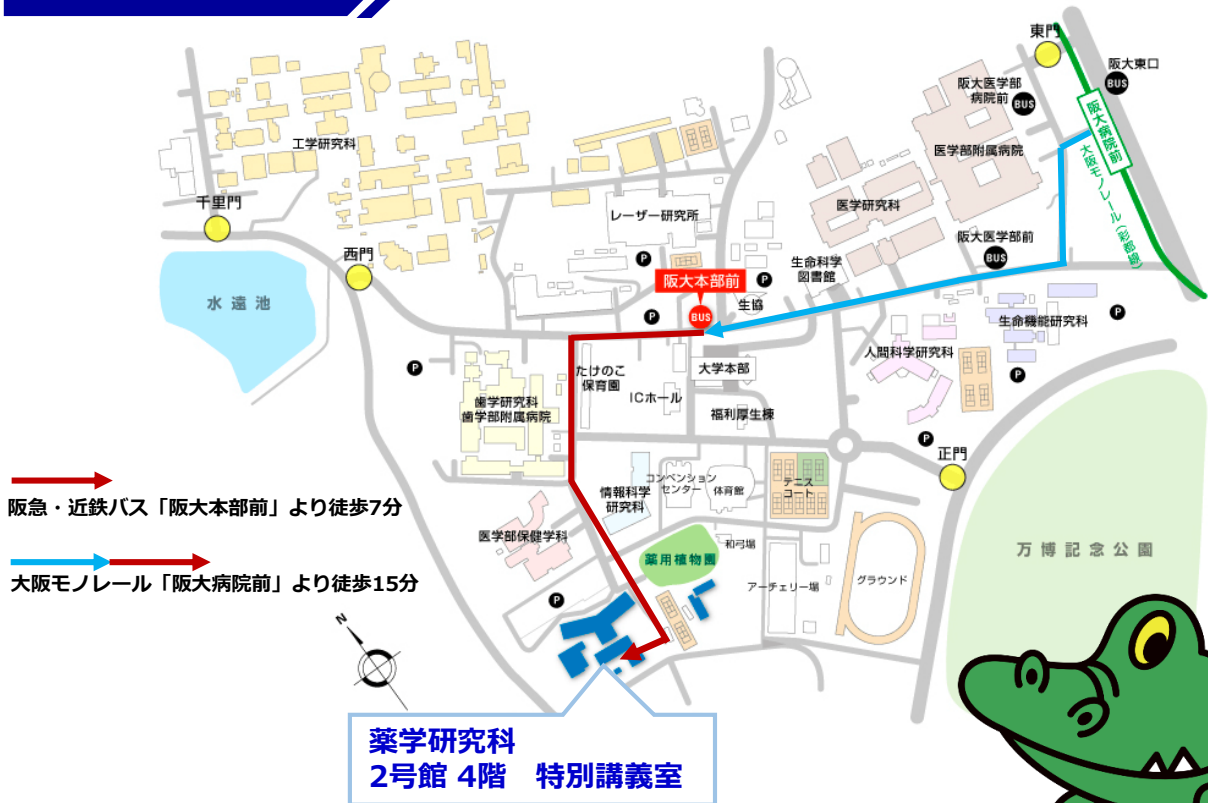 東門
阪大東口
BUS
阪大医学部
病院前
BUS
阪大病院前
大阪モノレール(彩都線)
工学研究科
医学部附属病院
千里門
レーザー研究所
医学研究科
西門
阪大医学部前
BUS
P
生命科学
図書館
阪大本部前
P
水遠池
BUS
生協
P
生命機能研究科
P
人間科学研究科
たけのこ
保育園
大学本部
P
P
ICホール
歯学研究科
歯学部附属病院
福利厚生棟
P
正門
コンベンション
センター
体育館
テニス
コート
情報科学
研究科
阪急・近鉄バス「阪大本部前」より徒歩7分
医学部保健学科
和弓場
薬用植物園
万博記念公園
大阪モノレール「阪大病院前」より徒歩15分
アーチェリー場
グラウンド
P
N
薬学研究科
2号館 4階 特別講義室